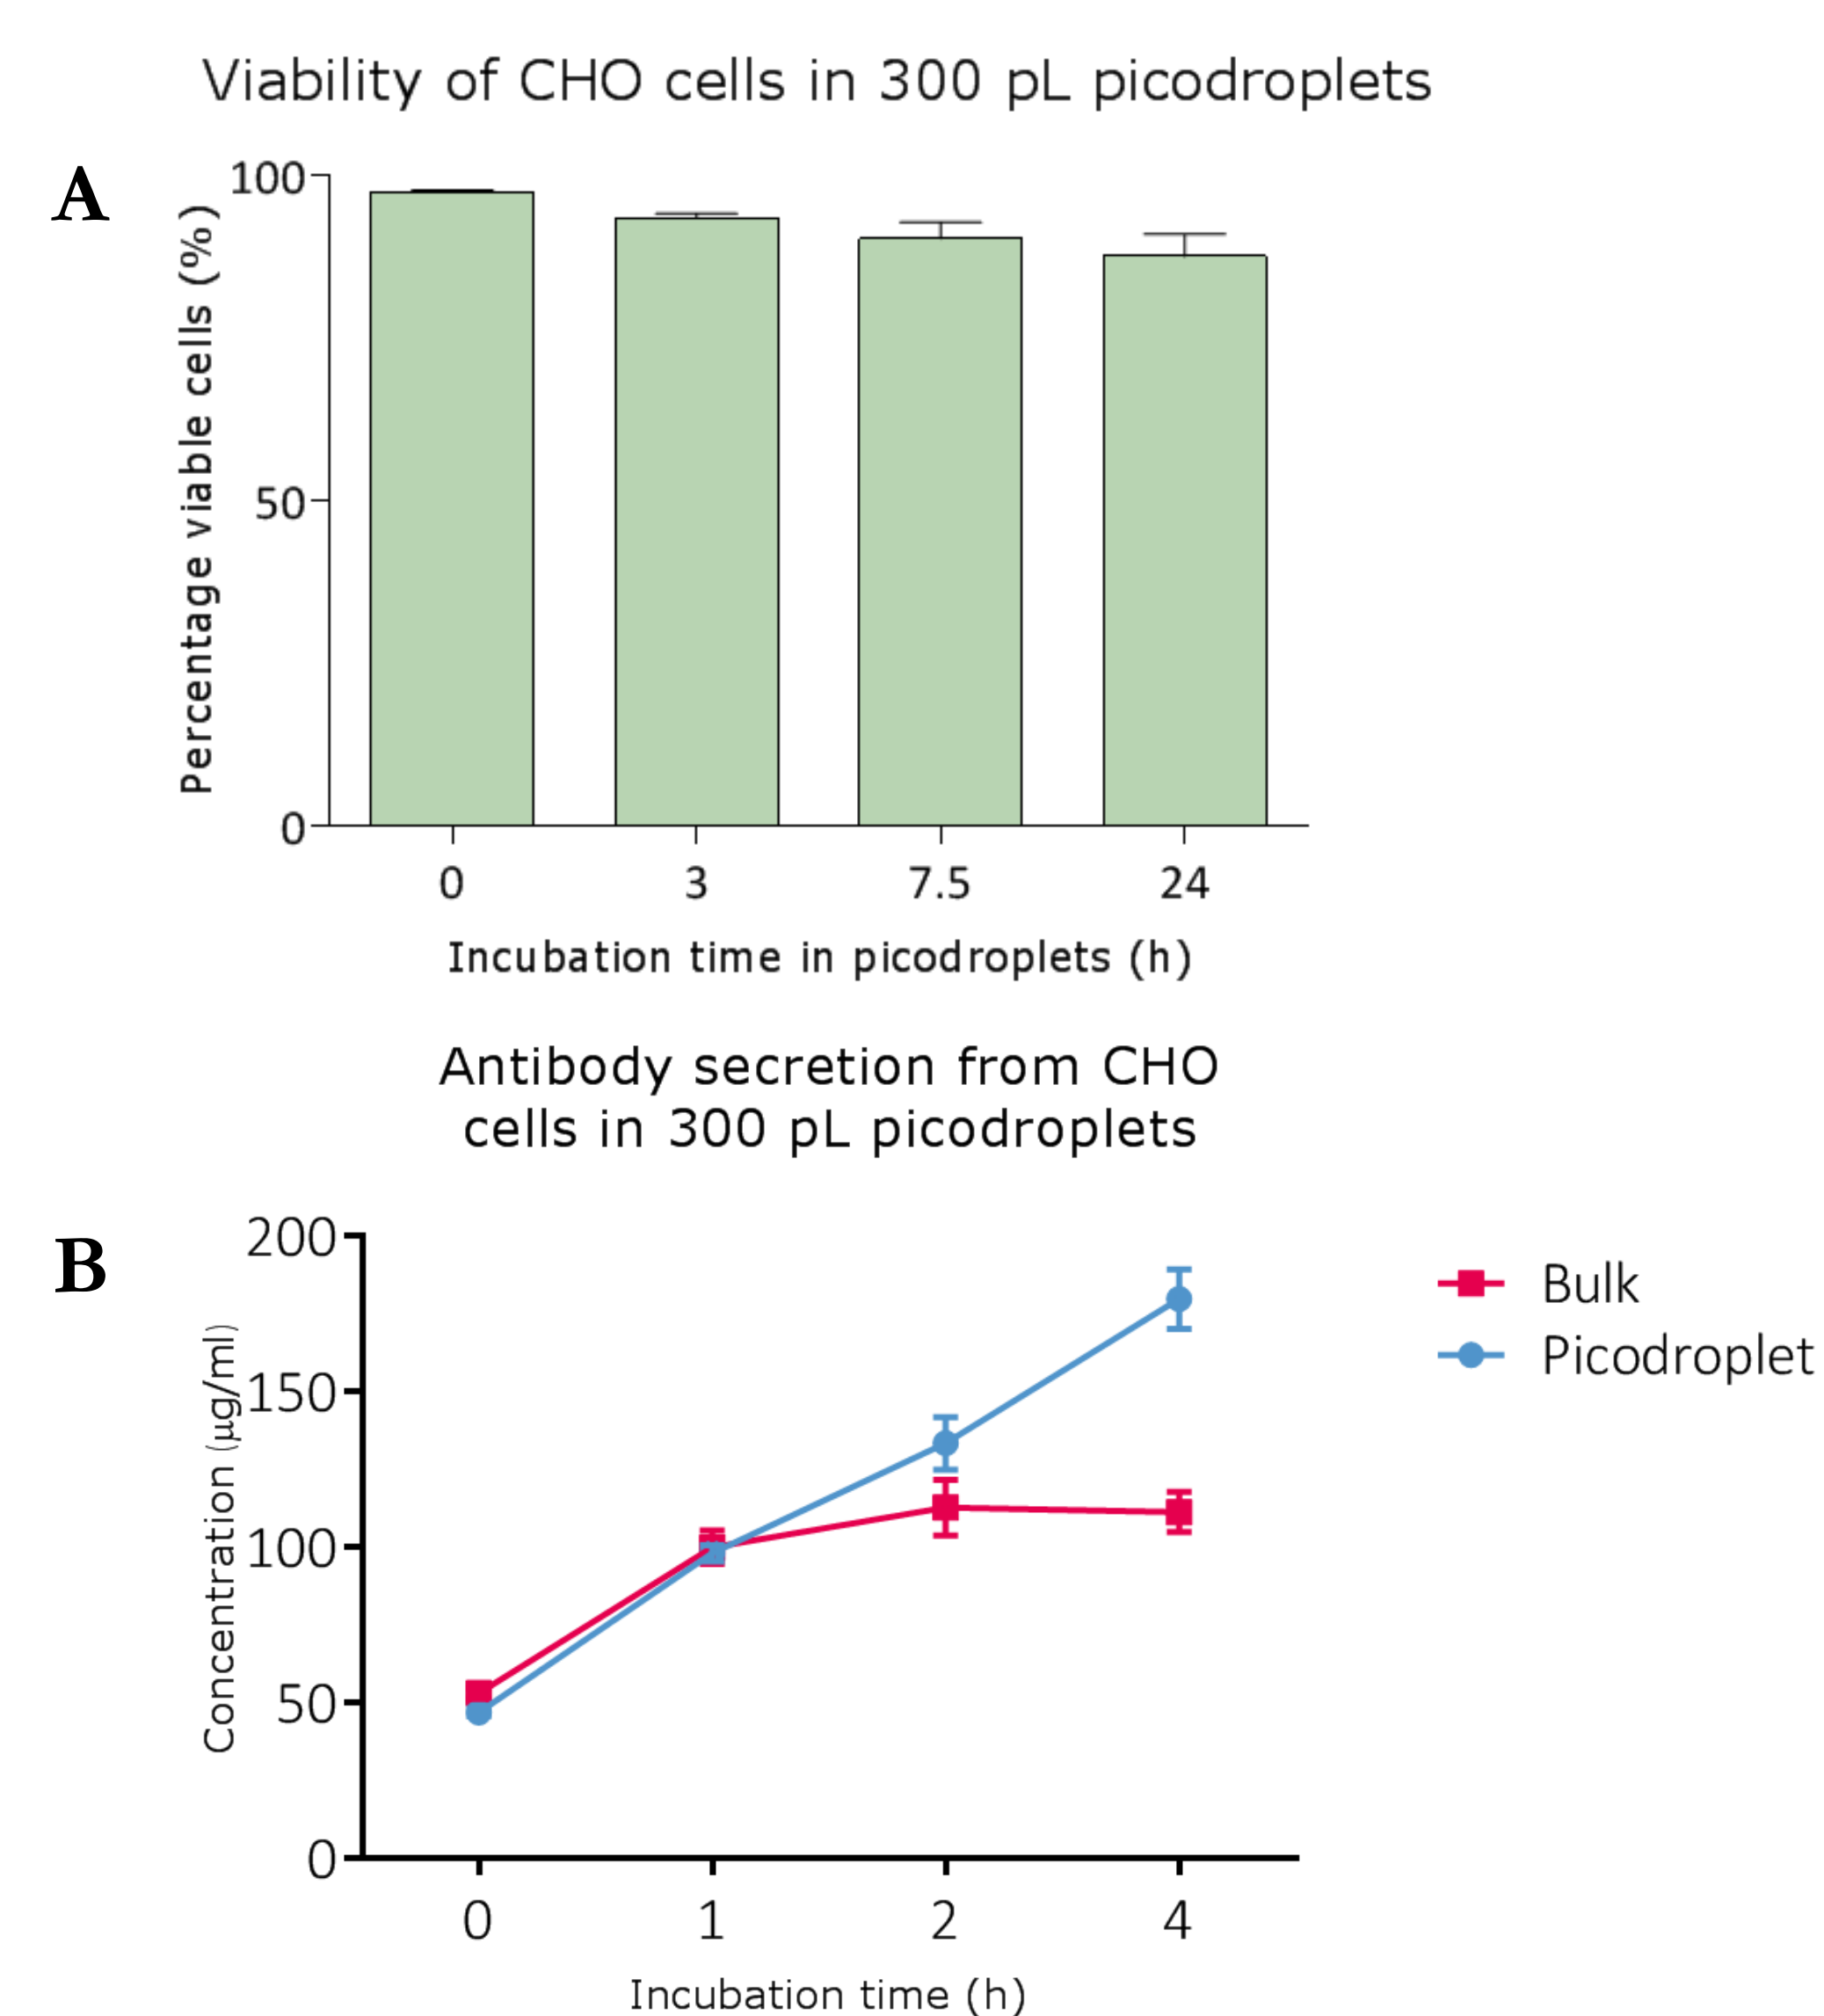 Viability of CHO cells in 300 pL picodroplets
A
Percentage viable cells (%)
100
50
0
0 3 7.5 24
Incubation time in picodroplets (h)
Antibody secretion from CHO
cells in 300 pL picodroplets
B
Concentration (µg/ml)
200
150
100
50
0
0 1 2 4
Incubation time (h)
Bulk
Picodroplet